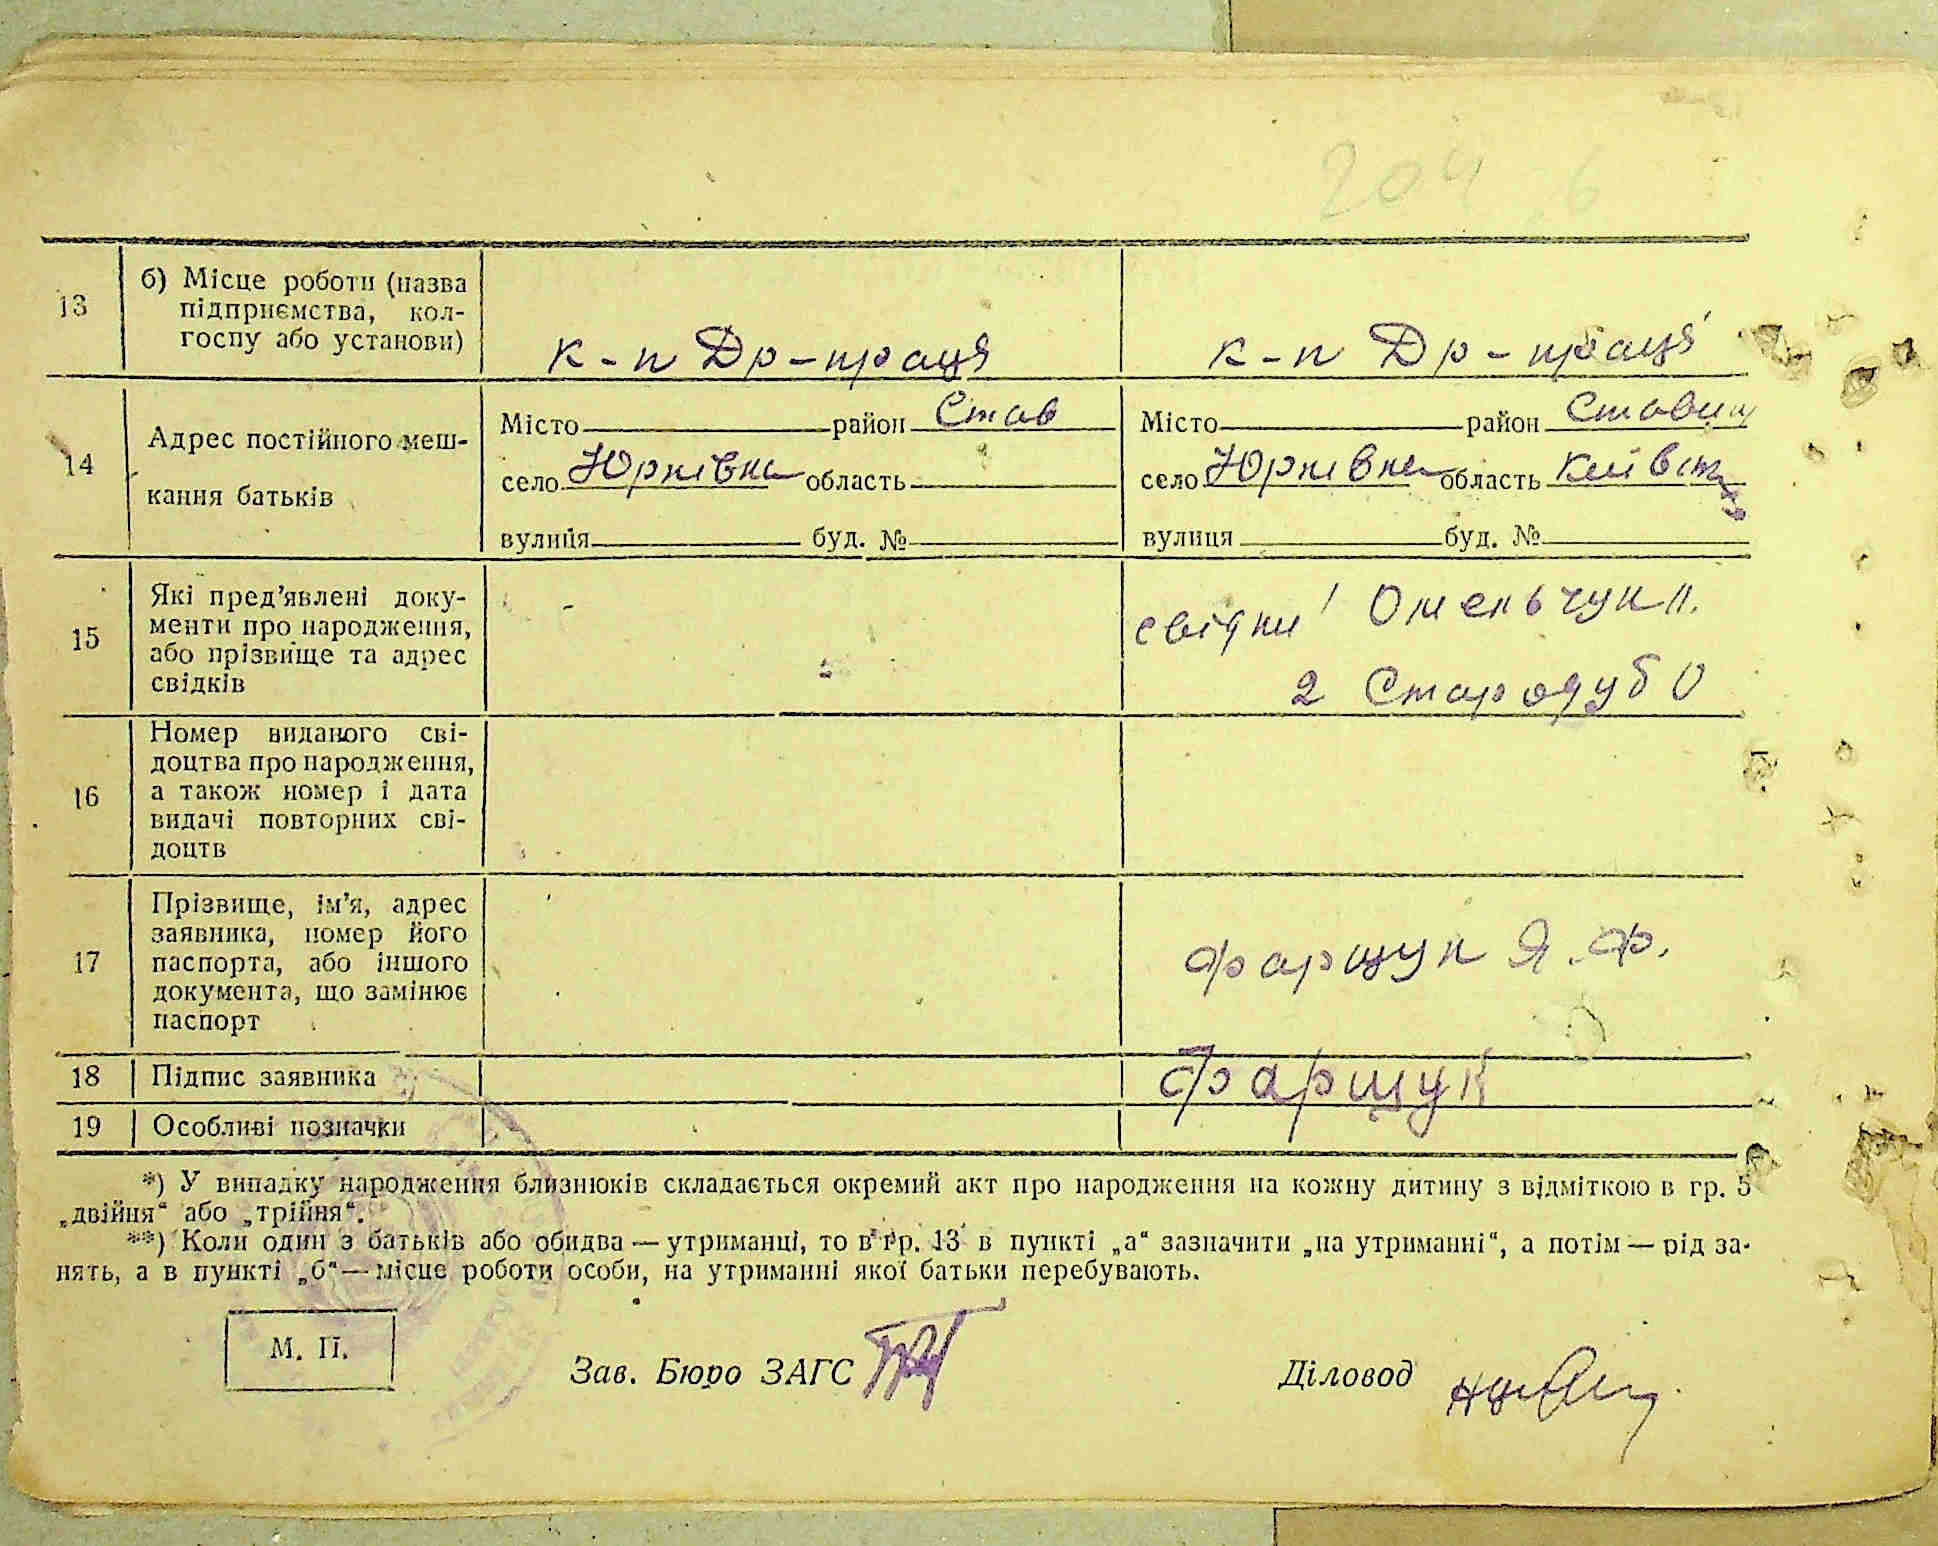 204
13
б) Місце роботи (назва
підприємства, кол-
госпу або установи)
к-п Др-праця
к-п Др-праця
14
Адрес постійного меш-
кання батьків
Місто район Став
село Юрківка область
вулиця буд. №
Місто район Ставищ
село Юрківка область Київськ
вулиця буд. №
15
Які пред'явлені доку-
менти про народження,
або прізвище та адрес
свідків
свідки 1 Омельчук П.
2 Стародуб О
16
Номер виданого сві-
доцтва про народження,
а також номер і дата
видачі повторних сві-
доцтв
17
Прізвище, ім'я, адрес
заявника, номер його
паспорта, або іншого
документа, що замінює
паспорт
Фарщук Я. Ф.
18
Підпис заявника
Фарщук
19
Особливі позначки
*) У випадку народження близнюків складається окремий акт про народження на кожну дитину з відміткою в гр. 5
„двійня“ або „трійня“.
**) Коли один з батьків або обидва — утриманці, то в гр. 13 в пункті „а“ зазначити „на утриманні“, а потім — рід за-
нять, а в пункті „б“ — місце роботи особи, на утриманні якої батьки перебувають.
М. П.
Зав. Бюро ЗАГС
Діловод